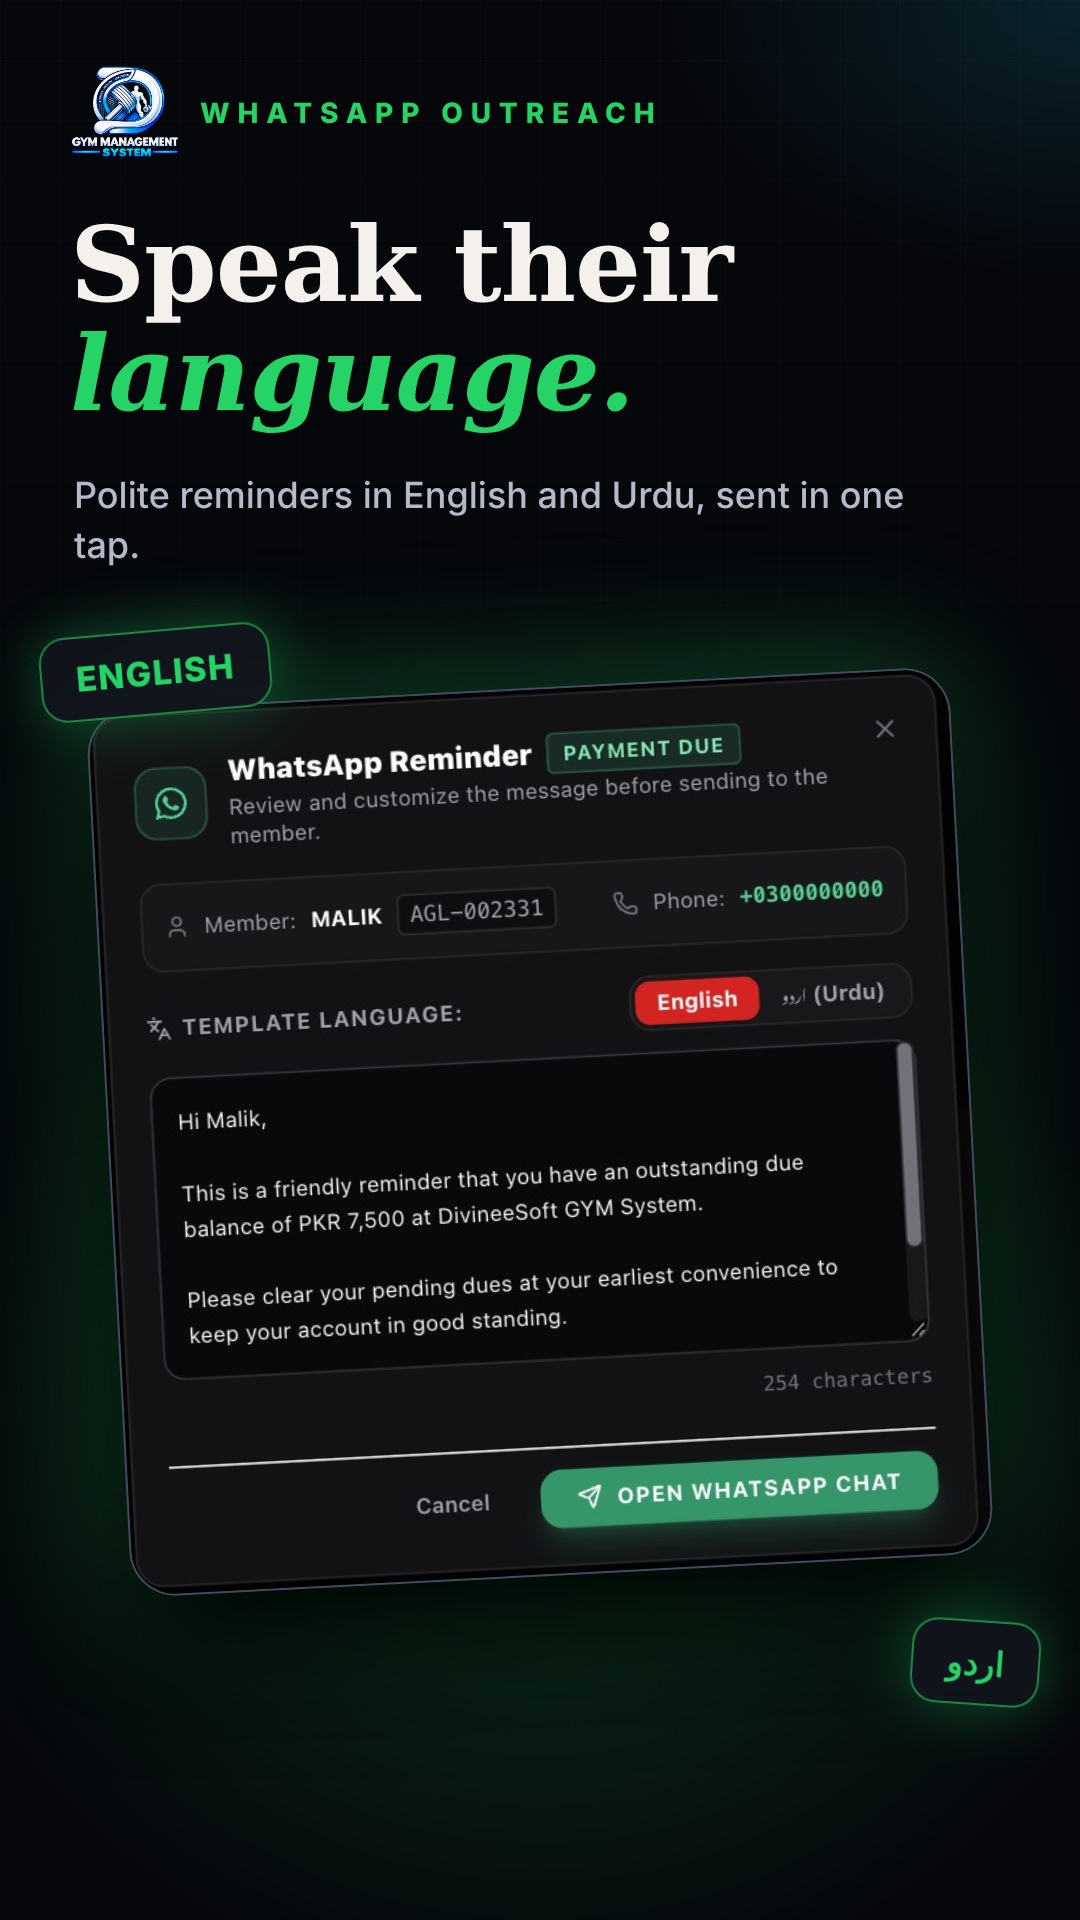 GYM MANAGEMENT
SYSTEM
WHATSAPP OUTREACH
Speak their
language.
Polite reminders in English and Urdu, sent in one
tap.
ENGLISH
WhatsApp Reminder PAYMENT DUE
Review and customize the message before sending to the
member.
Member: MALIK AGL-002331 Phone: +0300000000
TEMPLATE LANGUAGE: English اردو (Urdu)
Hi Malik,
This is a friendly reminder that you have an outstanding due
balance of PKR 7,500 at DivineeSoft GYM System.
Please clear your pending dues at your earliest convenience to
keep your account in good standing.
254 characters
Cancel OPEN WHATSAPP CHAT
اردو